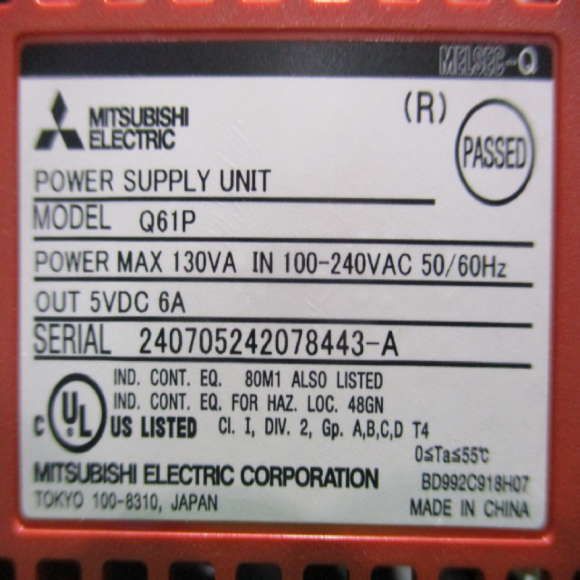 MELSEC-Q
MITSUBISHI
ELECTRIC
(R)
PASSED
POWER SUPPLY UNIT
MODEL Q61P
POWER MAX 130VA IN 100-240VAC 50/60Hz
OUT 5VDC 6A
SERIAL 240705242078443-A
IND. CONT. EQ. 80M1 ALSO LISTED
IND. CONT. EQ. FOR HAZ. LOC. 48GN
C UL US LISTED Cl. I, DIV. 2, Gp. A,B,C,D T4
0≤Ta≤55℃
MITSUBISHI ELECTRIC CORPORATION BD992C918H07
TOKYO 100-8310, JAPAN MADE IN CHINA